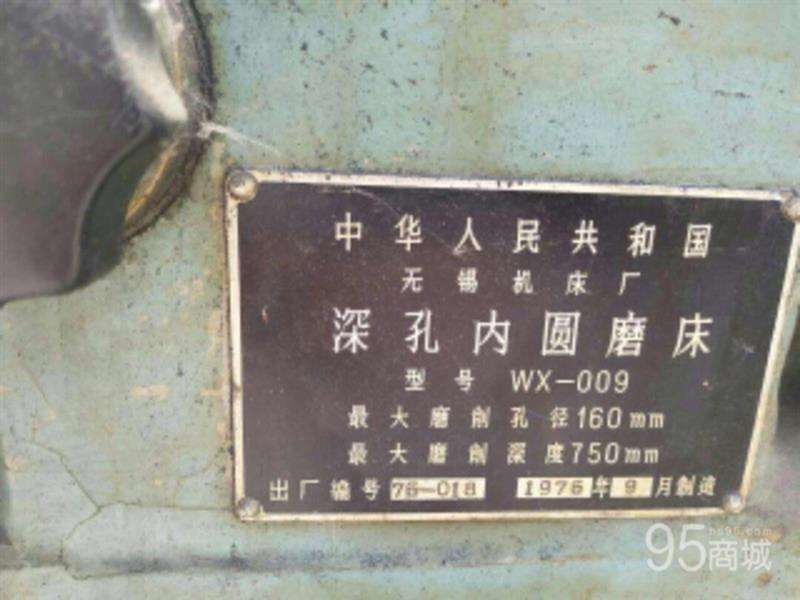 中华人民共和国
无锡机床厂
深孔内圆磨床
型号 WX-009
最大磨削孔径160mm
最大磨削深度750mm
出厂编号 76-018 1976年9月制造
bs95.com
95商城